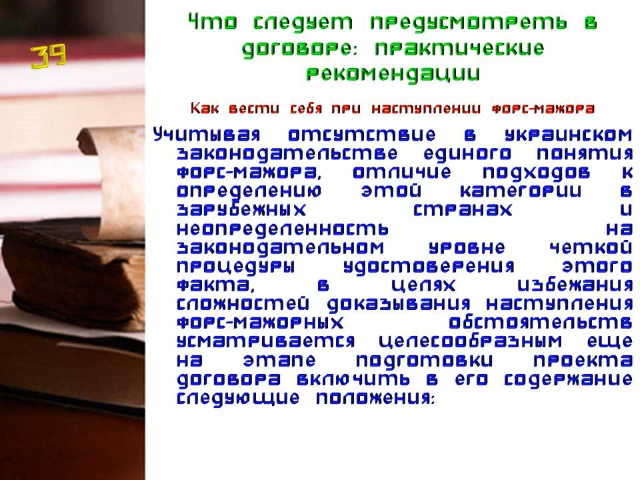 39
Что следует предусмотреть в
договоре: практические
рекомендации
Как вести себя при наступлении форс-мажора
Учитывая отсутствие в украинском
законодательстве единого понятия
форс-мажора, отличие подходов к
определению этой категории в
зарубежных странах и
неопределенность на
законодательном уровне четкой
процедуры удостоверения этого
факта, в целях избежания
сложностей доказывания наступления
форс-мажорных обстоятельств
усматривается целесообразным еще
на этапе подготовки проекта
договора включить в его содержание
следующие положения: